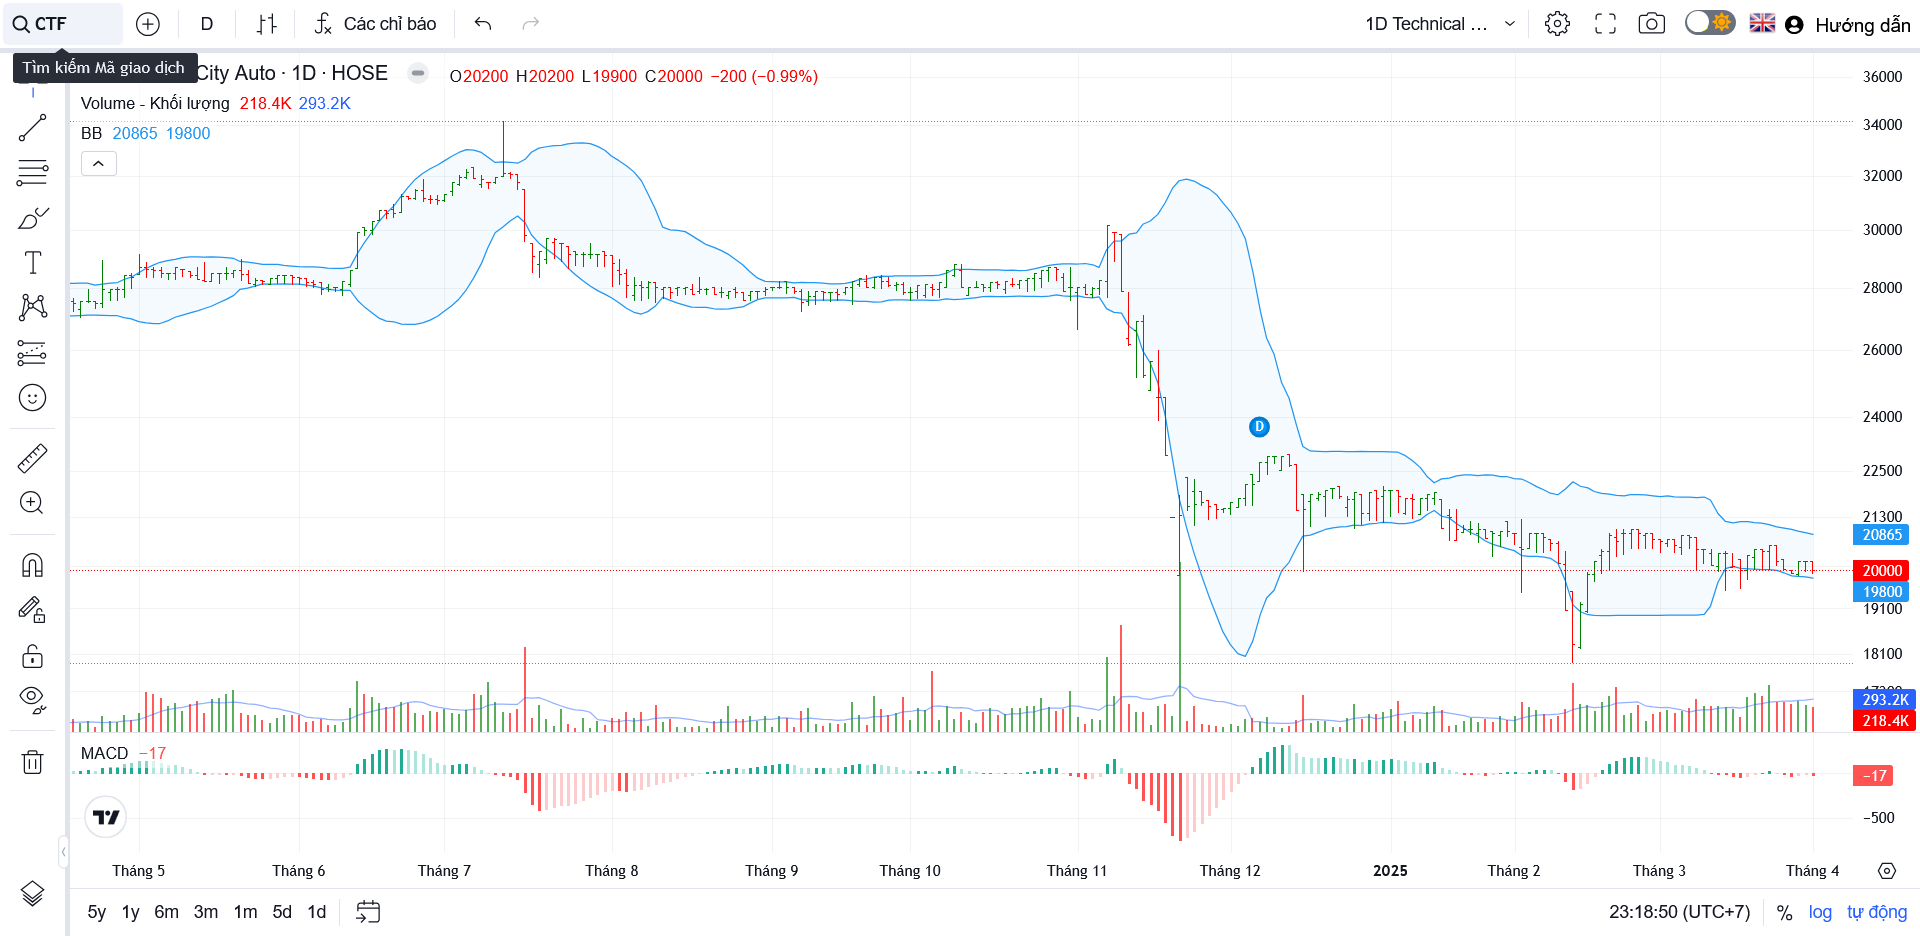 CTF
D
Các chỉ báo
1D Technical ...
Hướng dẫn
Tìm kiếm Mã giao dịch
City Auto · 1D · HOSE
O20200 H20200 L19900 C20000 −200 (−0.99%)
Volume - Khối lượng 218.4K 293.2K
BB 20865 19800
36000
34000
32000
30000
28000
26000
24000
D
22500
21300
20865
20000
19800
19100
18100
293.2K
218.4K
MACD −17
−17
−500
Tháng 5 Tháng 6 Tháng 7 Tháng 8 Tháng 9 Tháng 10 Tháng 11 Tháng 12 2025 Tháng 2 Tháng 3 Tháng 4
5y 1y 6m 3m 1m 5d 1d
23:18:50 (UTC+7) % log tự động